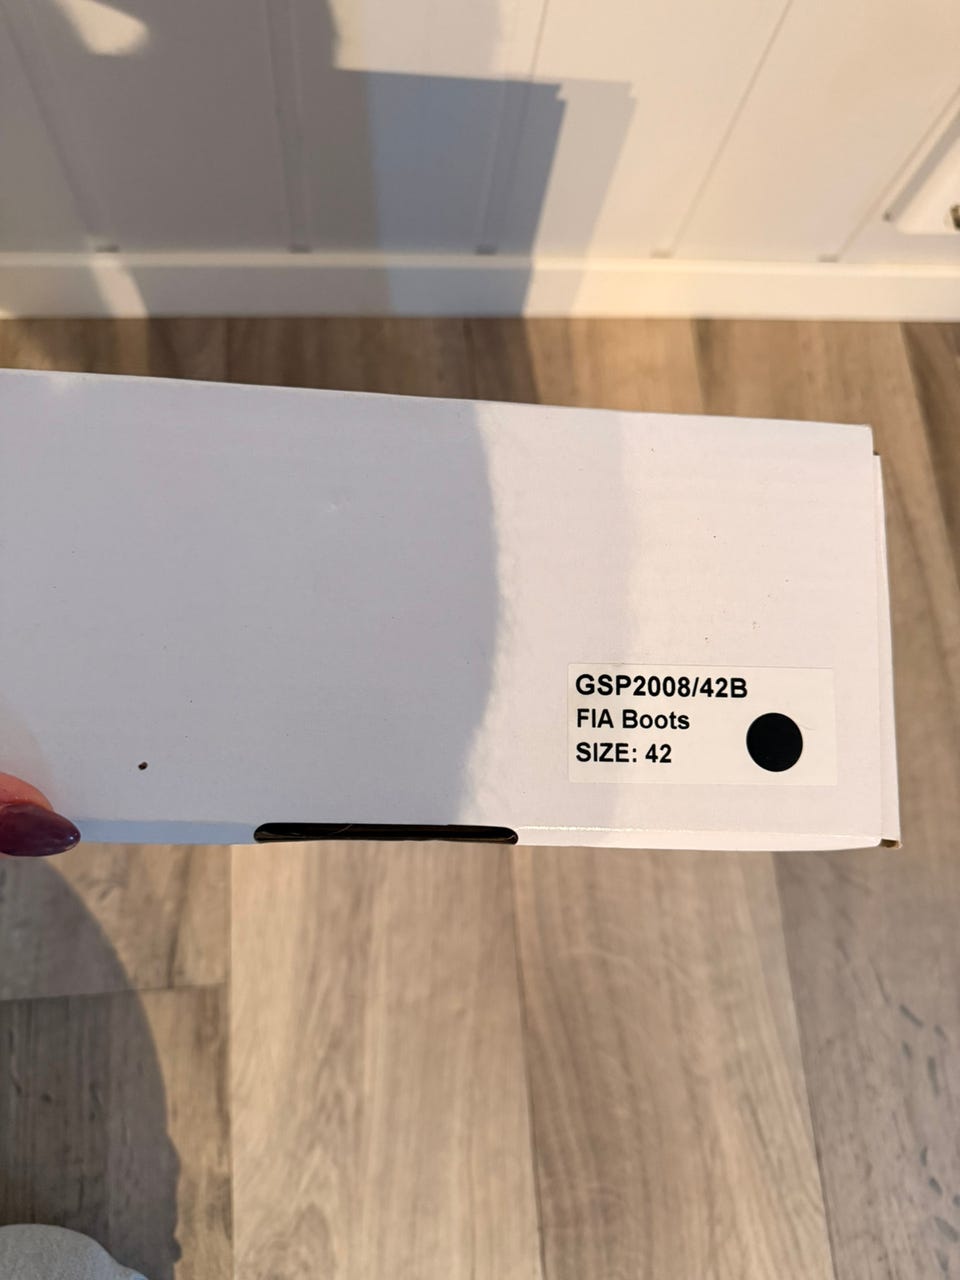 GSP2008/42B
FIA Boots
SIZE: 42